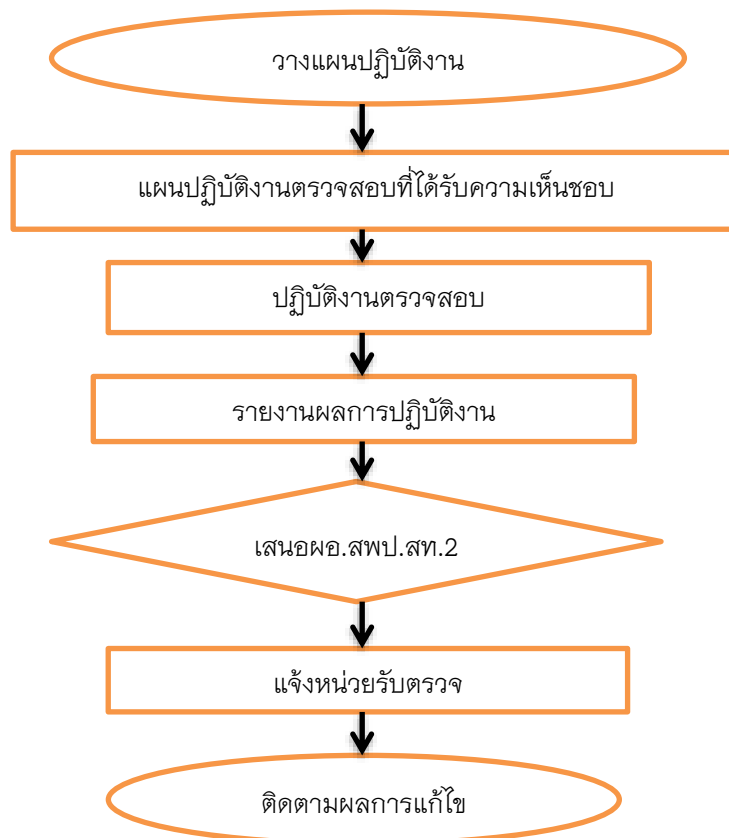 วางแผนปฏิบัติงาน
แผนปฏิบัติงานตรวจสอบที่ได้รับความเห็นชอบ
ปฏิบัติงานตรวจสอบ
รายงานผลการปฏิบัติงาน
เสนอผอ.สพป.สท.2
แจ้งหน่วยรับตรวจ
ติดตามผลการแก้ไข